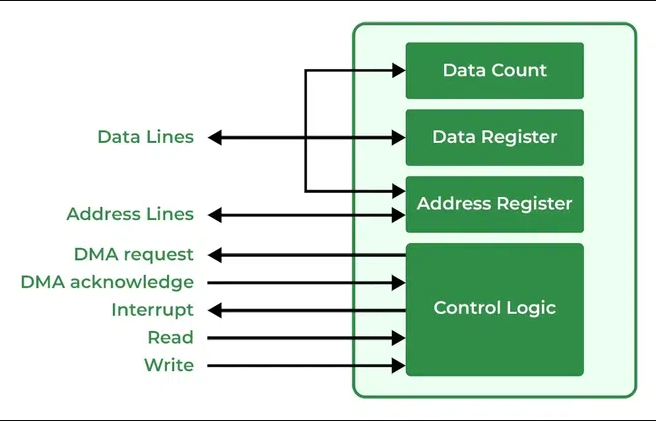 Data Count
Data Lines
Data Register
Address Register
Address Lines
DMA request
DMA acknowledge
Interrupt
Control Logic
Read
Write